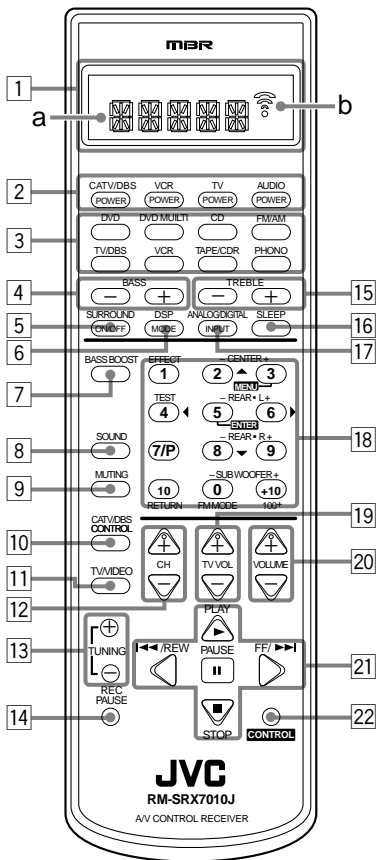 MBR
1
a
b
CATV/DBS VCR TV AUDIO
2
POWER POWER POWER POWER
DVD DVD MULTI CD FM/AM
3
TV/DBS VCR TAPE/CDR PHONO
BASS TREBLE
4 – + – + 15
SURROUND DSP ANALOG/DIGITAL SLEEP
5 ON/OFF MODE INPUT 16
6 17
BASS BOOST EFFECT – CENTER +
7 1 2 3
MENU
TEST – REAR • L +
4 5 6
ENTER
SOUND – REAR • R +
8 7/P 8 9 18
MUTING – SUBWOOFER +
9 10 0 +10
RETURN FM MODE 100+
CATV/DBS
CONTROL
10 19
TV/VIDEO + + +
11 CH TV VOL VOLUME 20
12 – – –
PLAY
13 + TUNING –
/REW PAUSE FF/ 21
REC
PAUSE
14 STOP CONTROL 22
JVC
RM-SRX7010J
A/V CONTROL RECEIVER